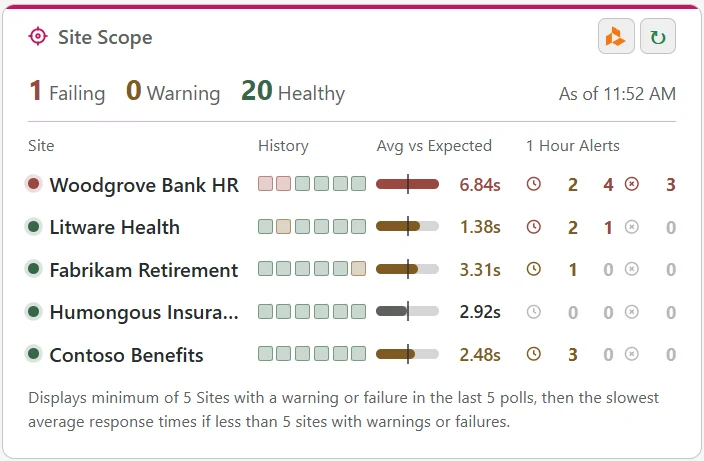 Site Scope
1 Failing 0 Warning 20 Healthy As of 11:52 AM
Site History Avg vs Expected 1 Hour Alerts
Woodgrove Bank HR 6.84s 2 4 3
Litware Health 1.38s 2 1 0
Fabrikam Retirement 3.31s 1 0 0
Humongous Insura... 2.92s 0 0 0
Contoso Benefits 2.48s 3 0 0
Displays minimum of 5 Sites with a warning or failure in the last 5 polls, then the slowest
average response times if less than 5 sites with warnings or failures.